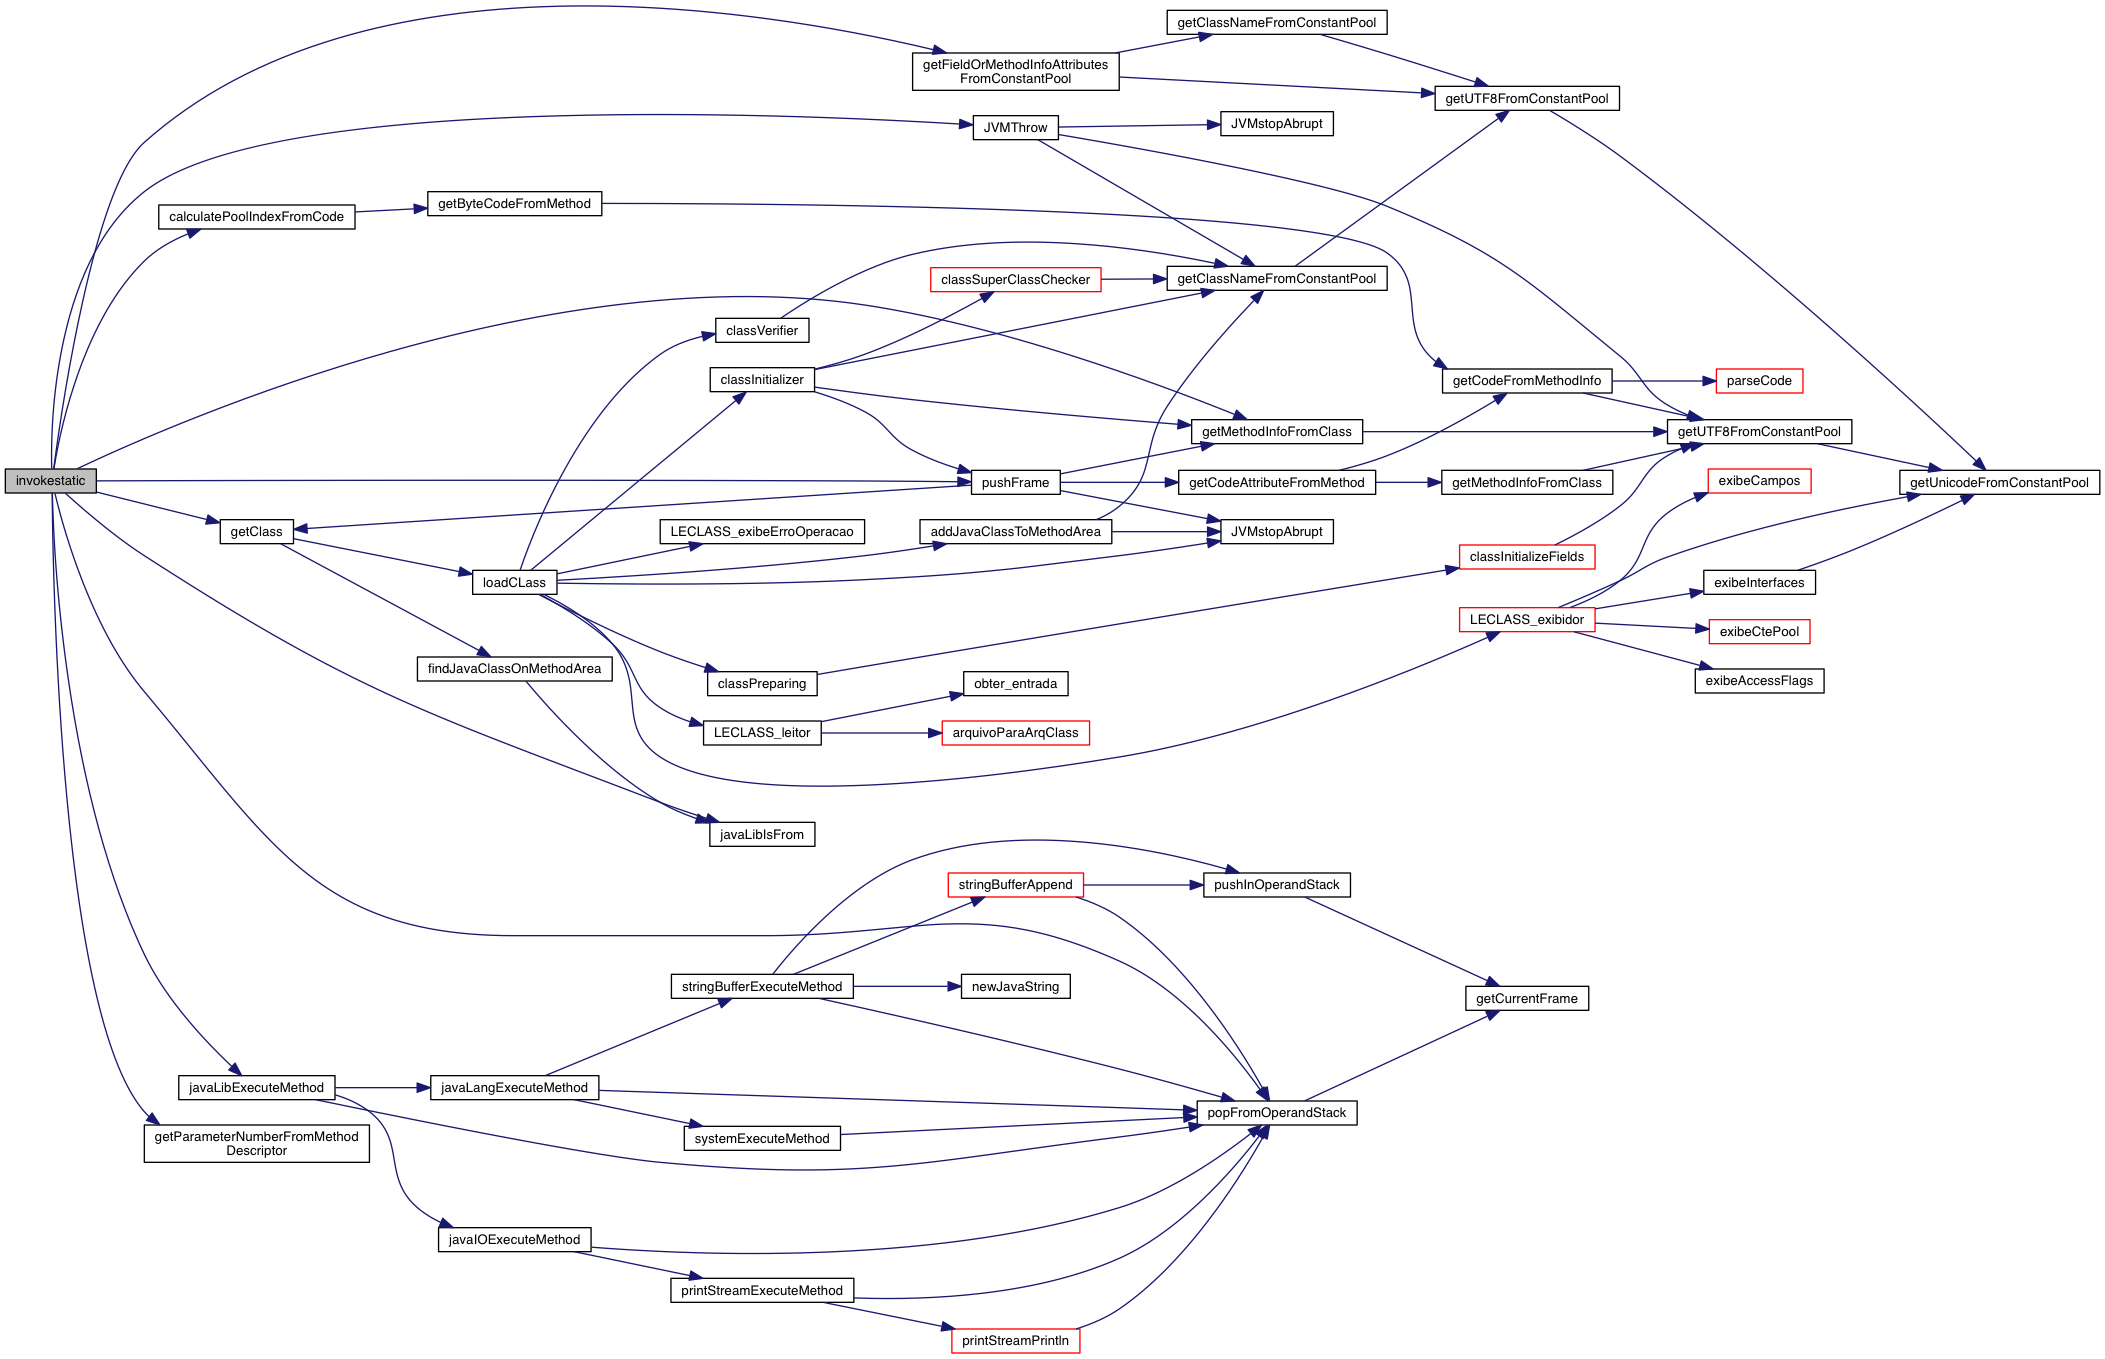 getClassNameFromConstantPool
getFieldOrMethodInfoAttributes
FromConstantPool
getUTF8FromConstantPool
JVMThrow
JVMstopAbrupt
getByteCodeFromMethod
calculatePoolIndexFromCode
classSuperClassChecker
getClassNameFromConstantPool
classVerifier
classInitializer
getCodeFromMethodInfo
parseCode
getMethodInfoFromClass
getUTF8FromConstantPool
invokestatic
pushFrame
getCodeAttributeFromMethod
getMethodInfoFromClass
exibeCampos
getUnicodeFromConstantPool
getClass
LECLASS_exibeErroOperacao
addJavaClassToMethodArea
JVMstopAbrupt
classInitializeFields
loadCLass
exibeInterfaces
LECLASS_exibidor
exibeCtePool
findJavaClassOnMethodArea
classPreparing
obter_entrada
exibeAccessFlags
LECLASS_leitor
arquivoParaArqClass
javaLibIsFrom
stringBufferAppend
pushInOperandStack
stringBufferExecuteMethod
newJavaString
getCurrentFrame
javaLibExecuteMethod
javaLangExecuteMethod
popFromOperandStack
getParameterNumberFromMethod
Descriptor
systemExecuteMethod
javaIOExecuteMethod
printStreamExecuteMethod
printStreamPrintln